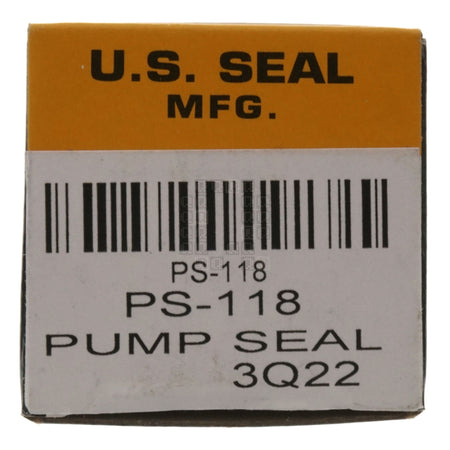 U.S. SEAL
MFG.
PS-118
PS-118
PUMP SEAL
3Q22